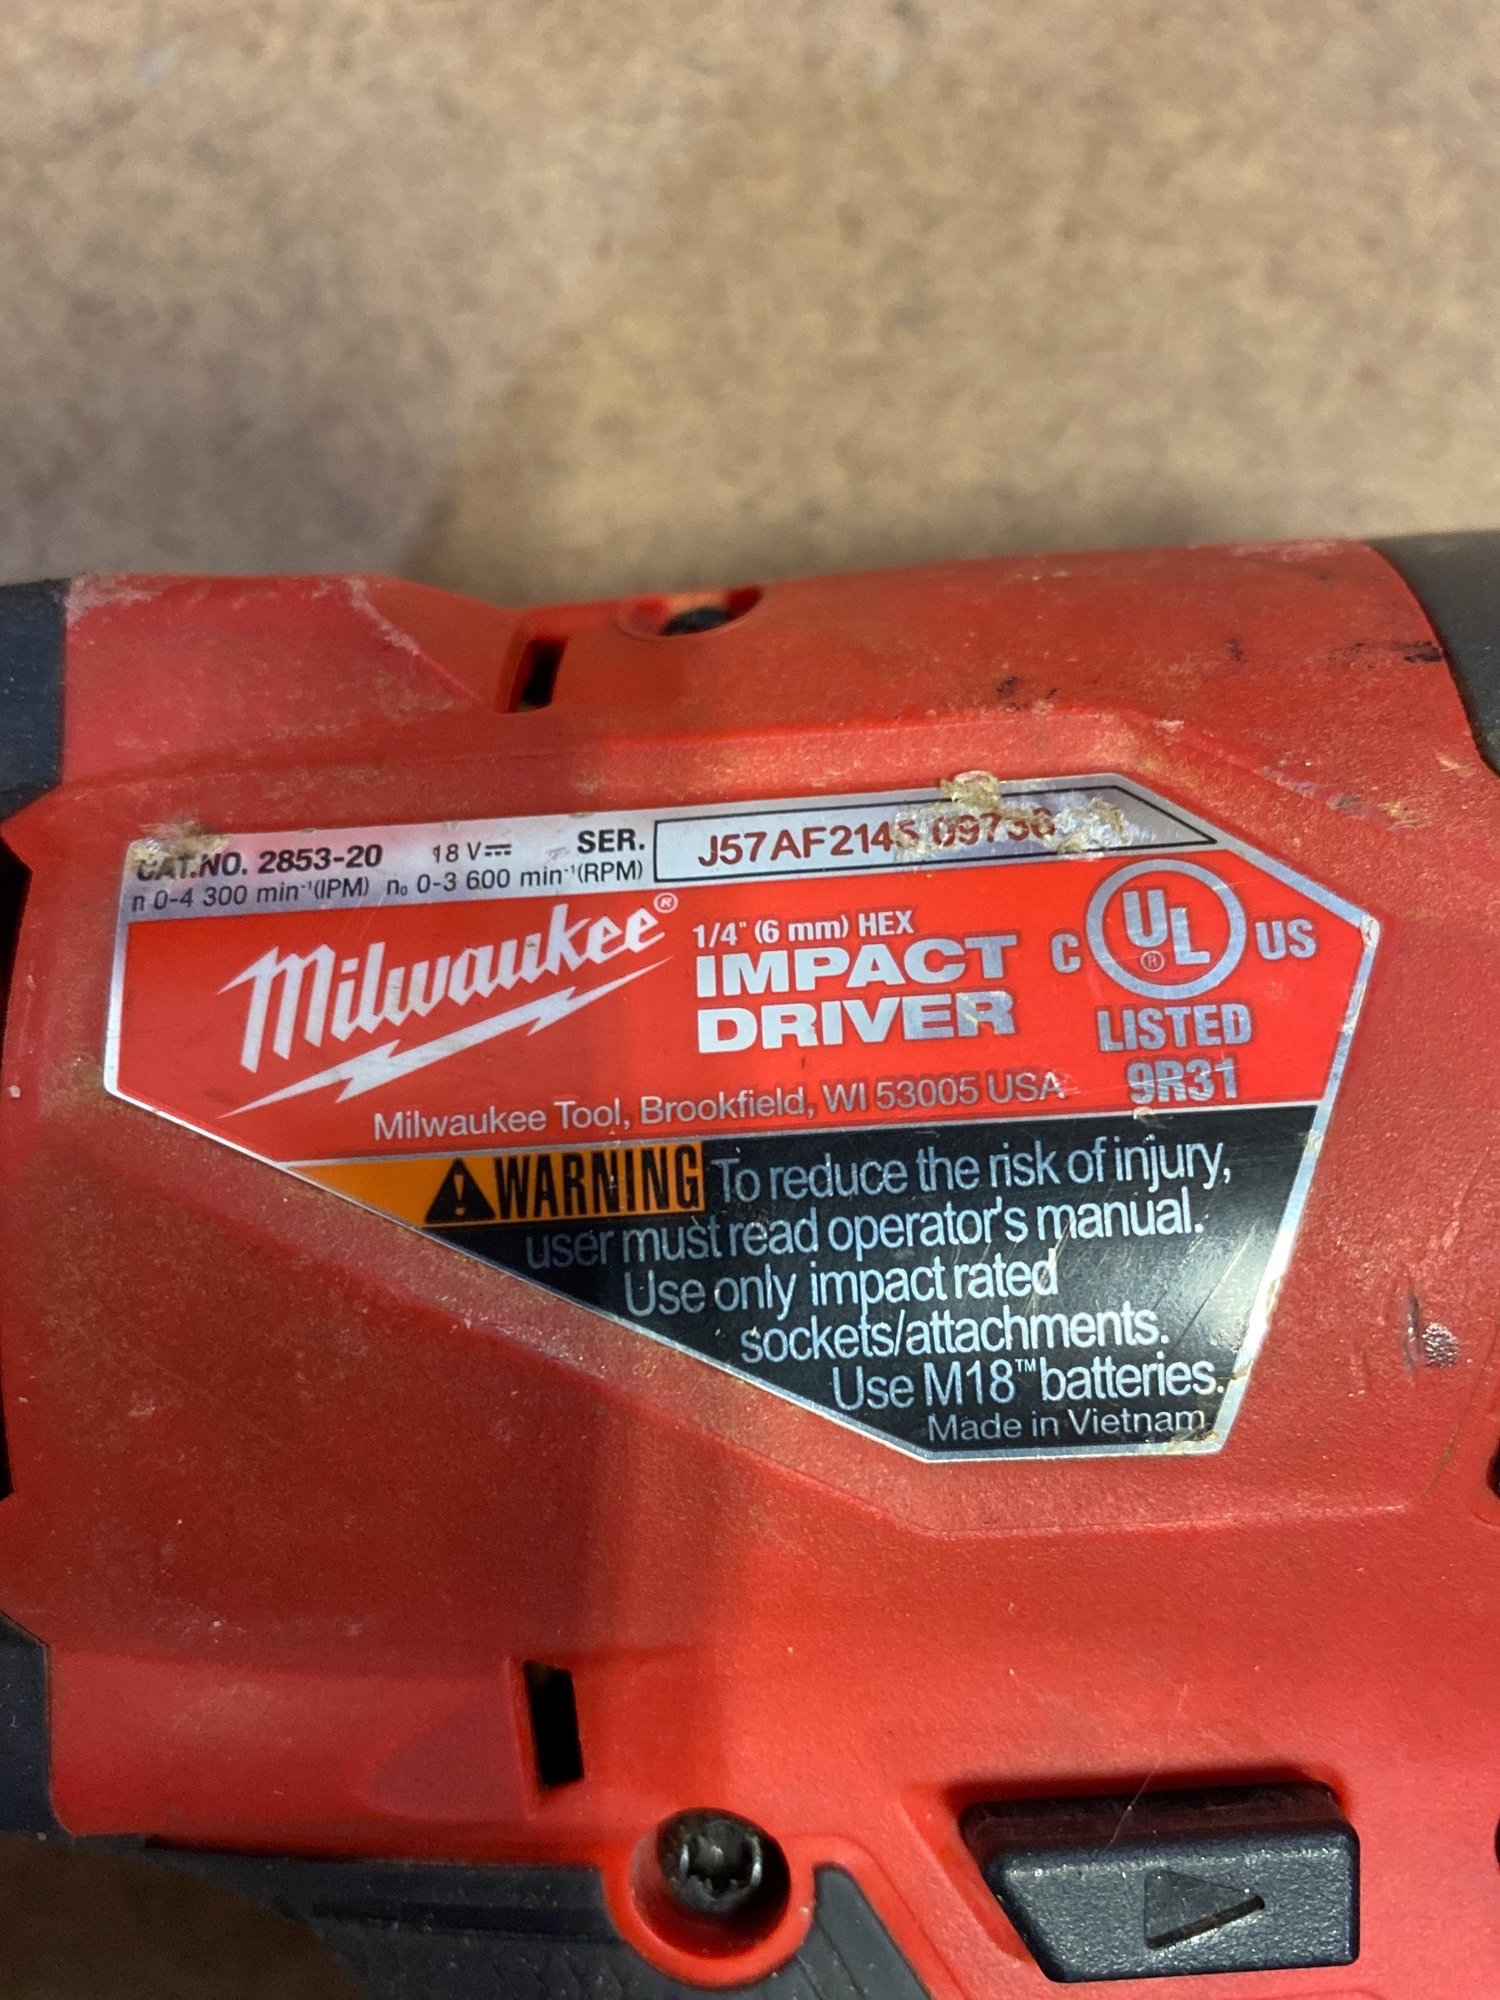 CAT.NO. 2853-20 18 V⎓ SER. J57AF2145 09736
n 0-4 300 min⁻¹(IPM) n₀ 0-3 600 min⁻¹(RPM)
Milwaukee®
1/4" (6 mm) HEX
IMPACT
DRIVER
C UL® US
LISTED
9R31
Milwaukee Tool, Brookfield, WI 53005 USA
WARNING To reduce the risk of injury,
user must read operator's manual.
Use only impact rated
sockets/attachments.
Use M18™ batteries.
Made in Vietnam